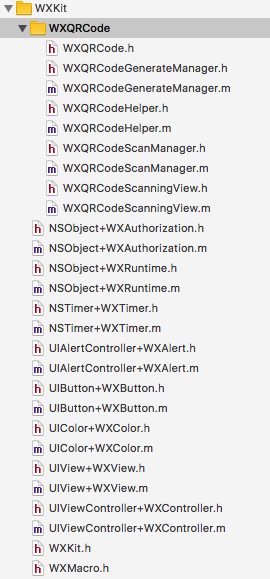 WXKit
WXQRCode
h WXQRCode.h
h WXQRCodeGenerateManager.h
m WXQRCodeGenerateManager.m
h WXQRCodeHelper.h
m WXQRCodeHelper.m
h WXQRCodeScanManager.h
m WXQRCodeScanManager.m
h WXQRCodeScanningView.h
m WXQRCodeScanningView.m
h NSObject+WXAuthorization.h
m NSObject+WXAuthorization.m
h NSObject+WXRuntime.h
m NSObject+WXRuntime.m
h NSTimer+WXTimer.h
m NSTimer+WXTimer.m
h UIAlertController+WXAlert.h
m UIAlertController+WXAlert.m
h UIButton+WXButton.h
m UIButton+WXButton.m
h UIColor+WXColor.h
m UIColor+WXColor.m
h UIView+WXView.h
m UIView+WXView.m
h UIViewController+WXController.h
m UIViewController+WXController.m
h WXKit.h
h WXMacro.h